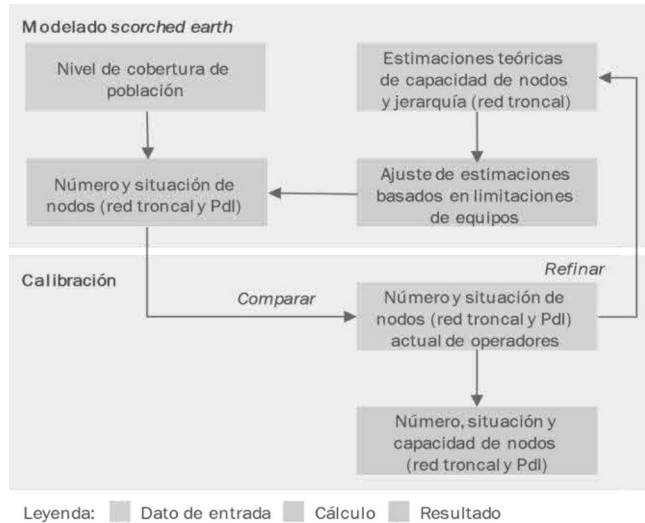 Modelado scorched earth
Nivel de cobertura de
población
Estimaciones teóricas
de capacidad de nodos
y jerarquía (red troncal)
Número y situación de
nodos (red troncal y PdI)
Ajuste de estimaciones
basados en limitaciones
de equipos
Calibración
Comparar
Refinar
Número y situación de
nodos (red troncal y PdI)
actual de operadores
Número, situación y
capacidad de nodos
(red troncal y PdI)
Leyenda: Dato de entrada Cálculo Resultado